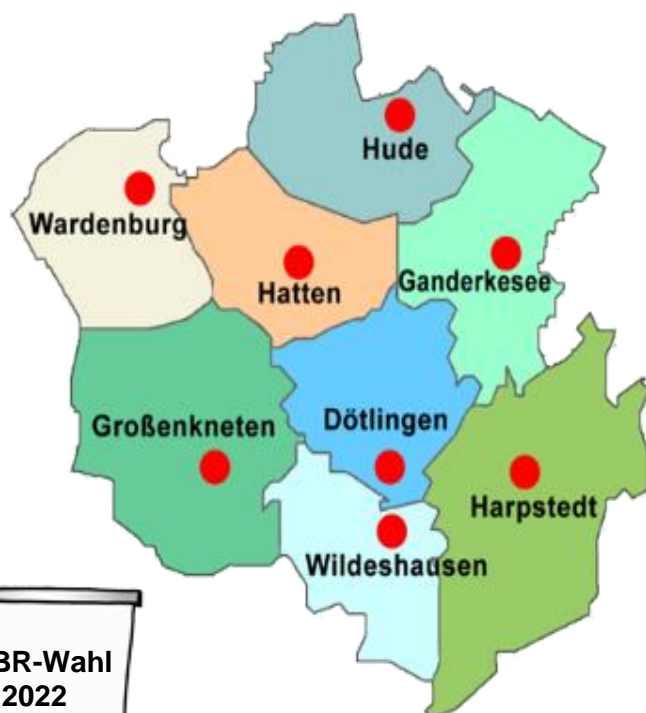 Hude
Wardenburg
Hatten
Ganderkesee
Großenkneten
Dötlingen
Harpstedt
Wildeshausen
BR-Wahl
2022